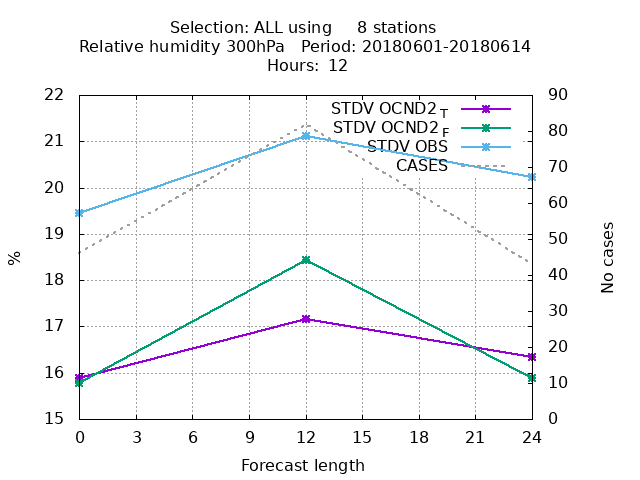 Selection: ALL using     8 stations
Relative humidity 300hPa   Period: 20180601-20180614
Hours: 12
22
21
20
19
18
17
16
15
%
90
80
70
60
50
40
30
20
10
0
No cases
STDV OCND2 T
STDV OCND2 F
STDV OBS
CASES
0 3 6 9 12 15 18 21 24
Forecast length